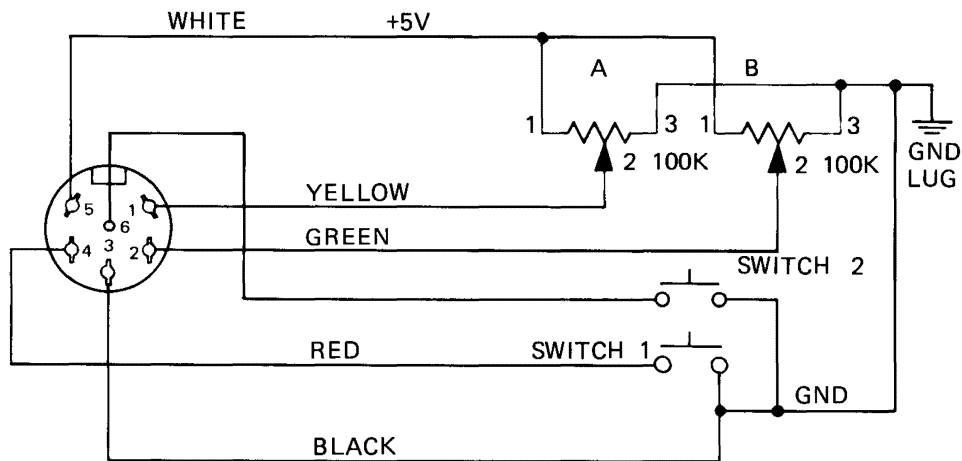 WHITE +5V
A B
1 3 1 3
2 100K 2 100K
GND
LUG
5 1
6
4 3 2
YELLOW
GREEN
SWITCH 2
RED SWITCH 1
GND
BLACK